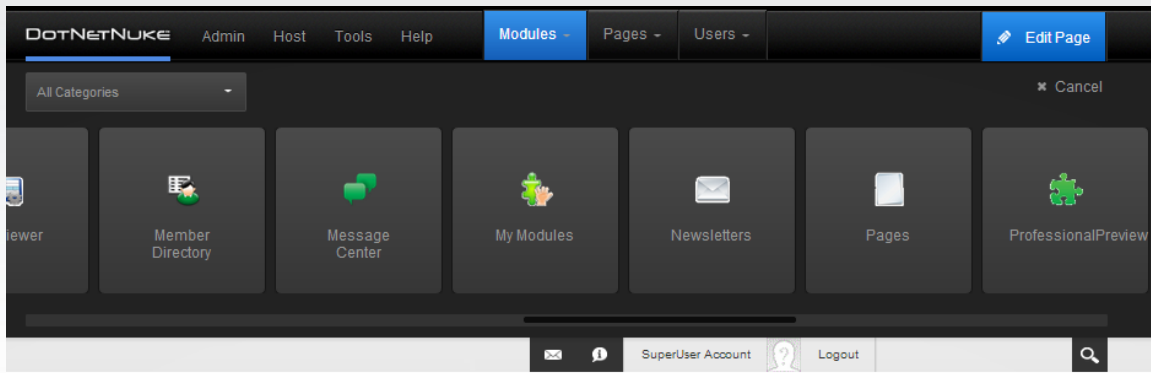 DOTNETNUKE Admin Host Tools Help Modules Pages Users Edit Page
All Categories Cancel
iewer
Member
Directory
Message
Center
My Modules
Newsletters
Pages
ProfessionalPreview
SuperUser Account Logout